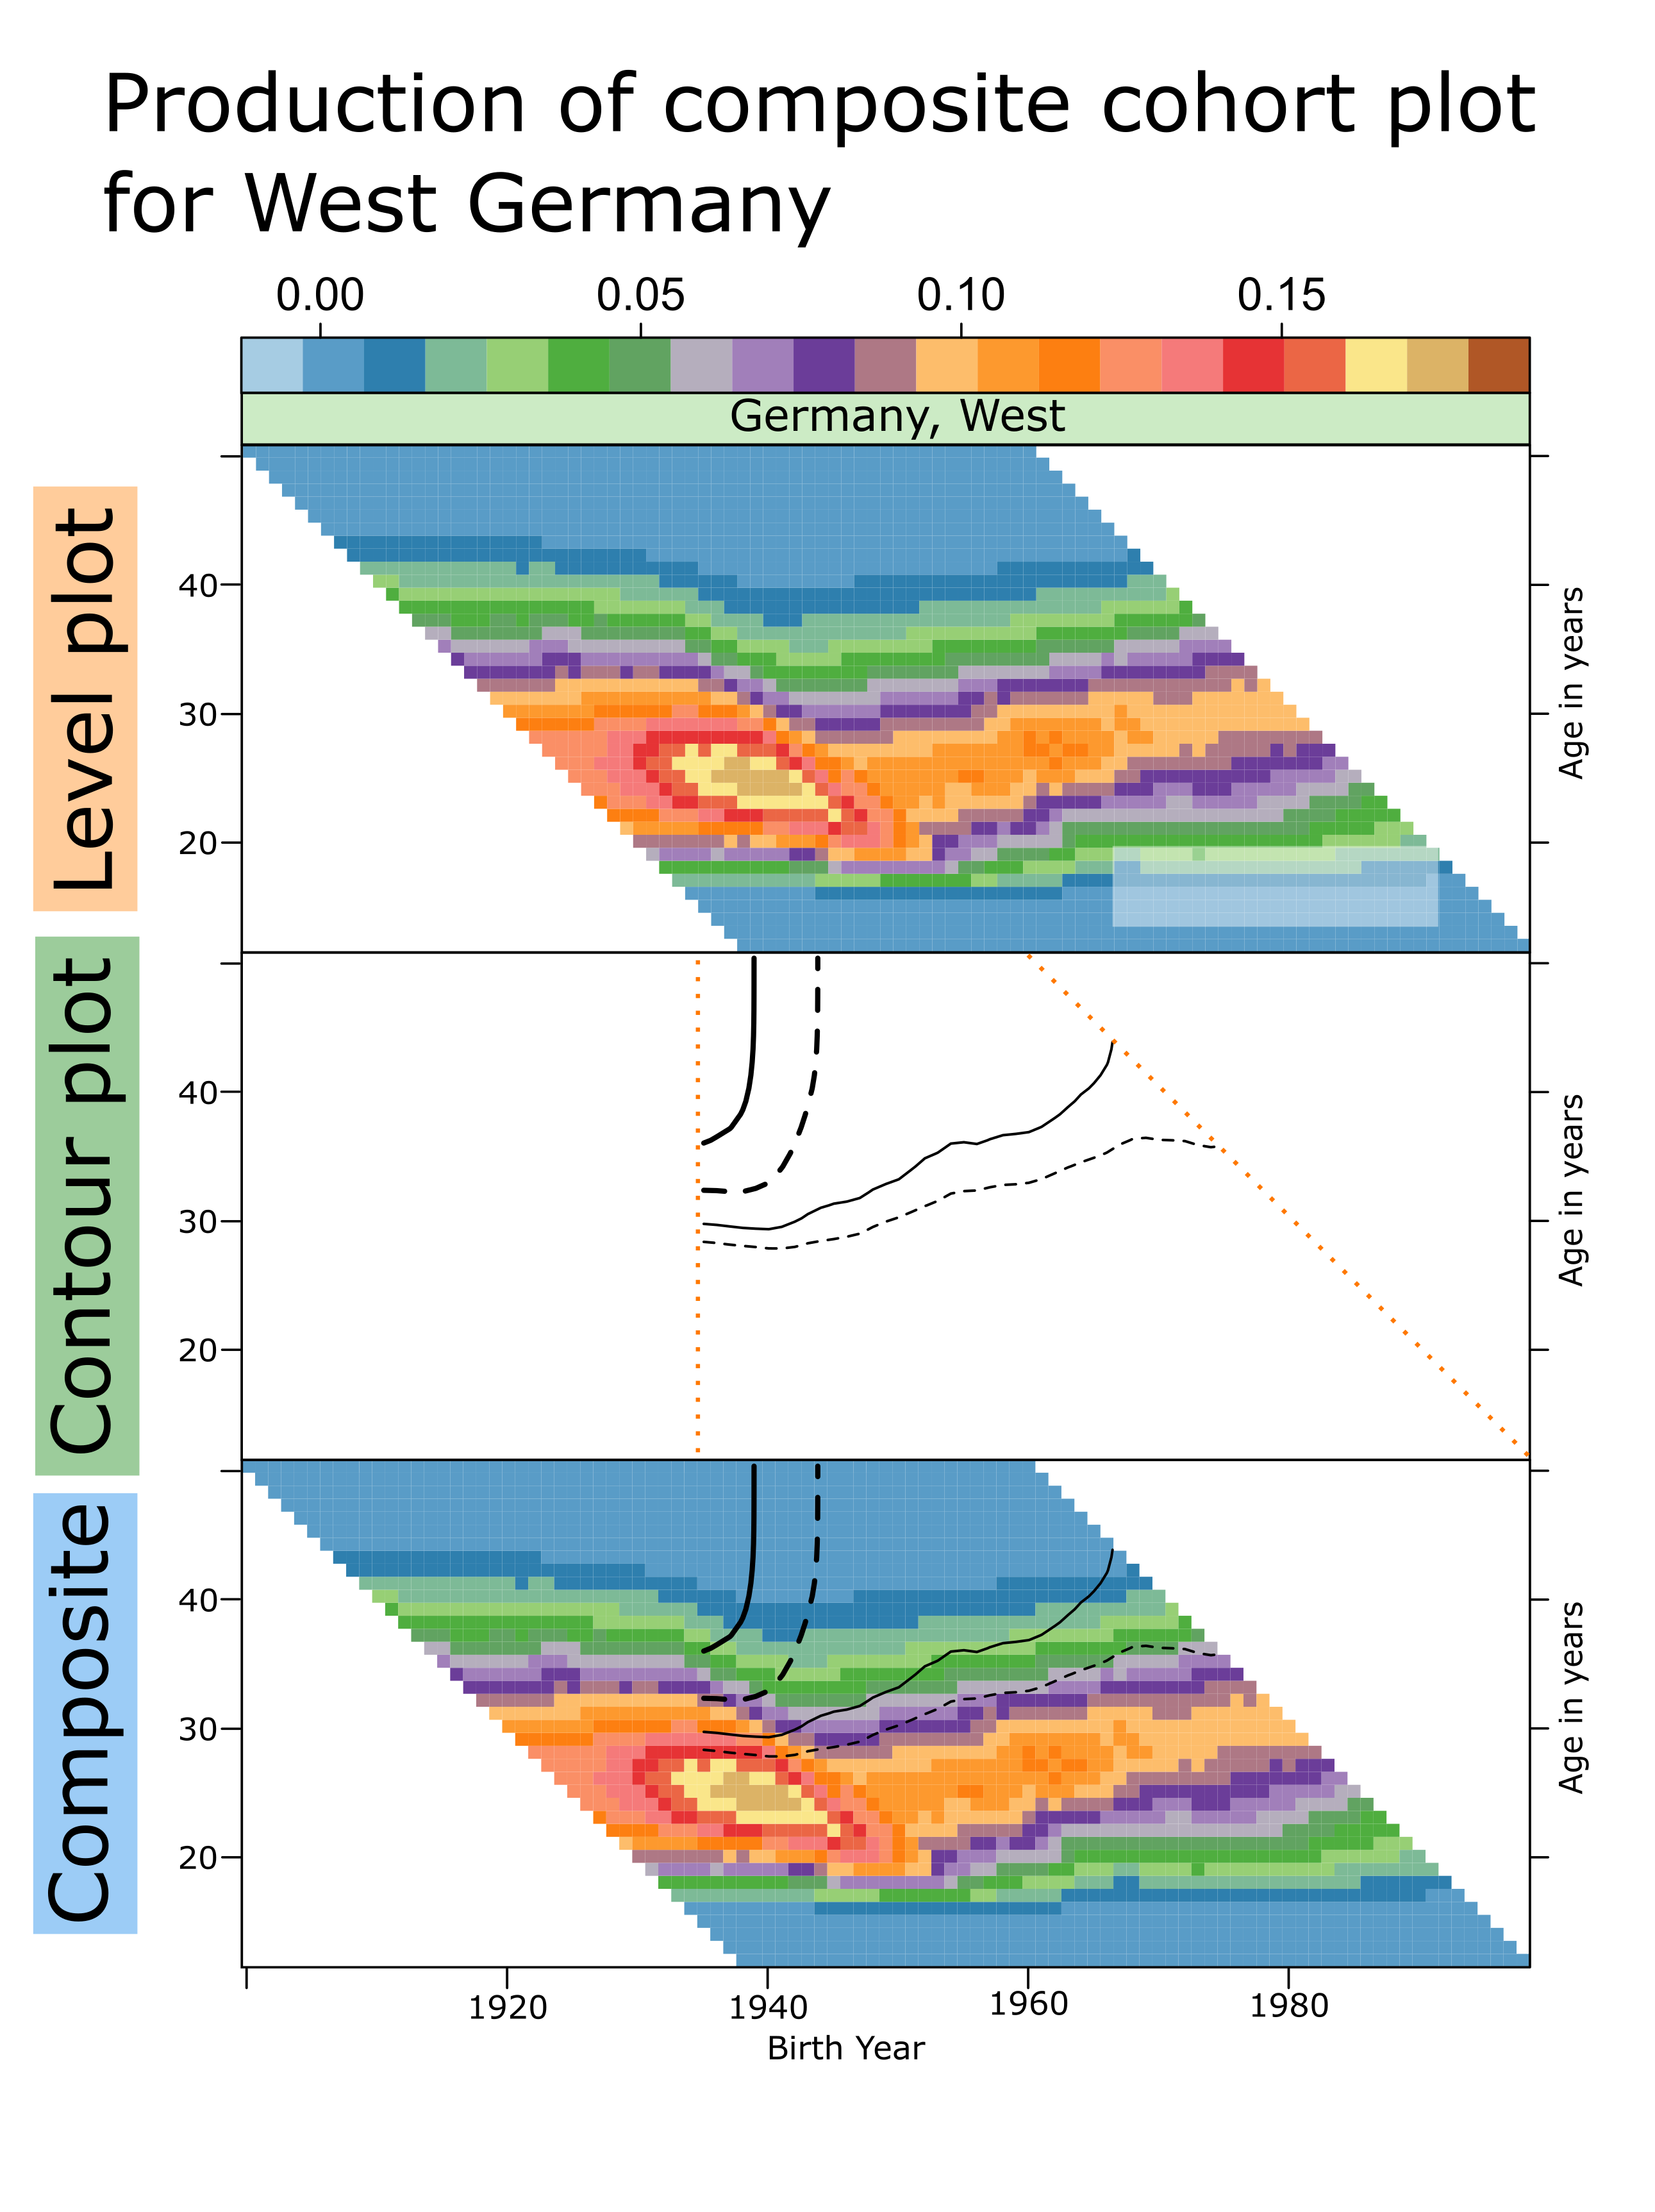 Production of composite cohort plot
for West Germany
0.00 0.05 0.10 0.15
Germany, West
Level plot
40
30
20
Age in years
Contour plot
40
30
20
Age in years
Composite
40
30
20
Age in years
1920 1940 1960 1980
Birth Year